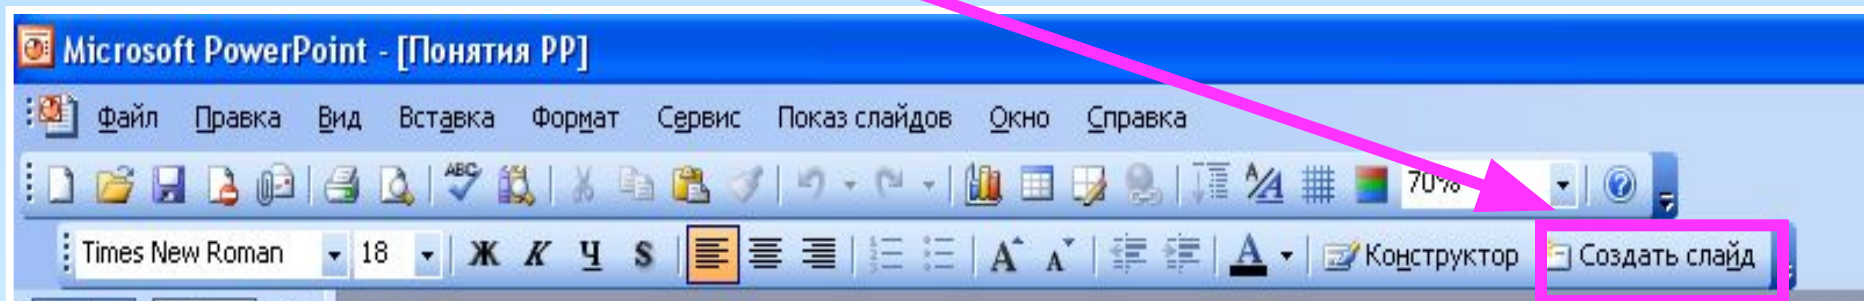 Microsoft PowerPoint - [Понятия PP]
Файл Правка Вид Вставка Формат Сервис Показ слайдов Окно Справка
ABC A/A 70%
Times New Roman 18 Ж К Ч S A A A Конструктор Создать слайд